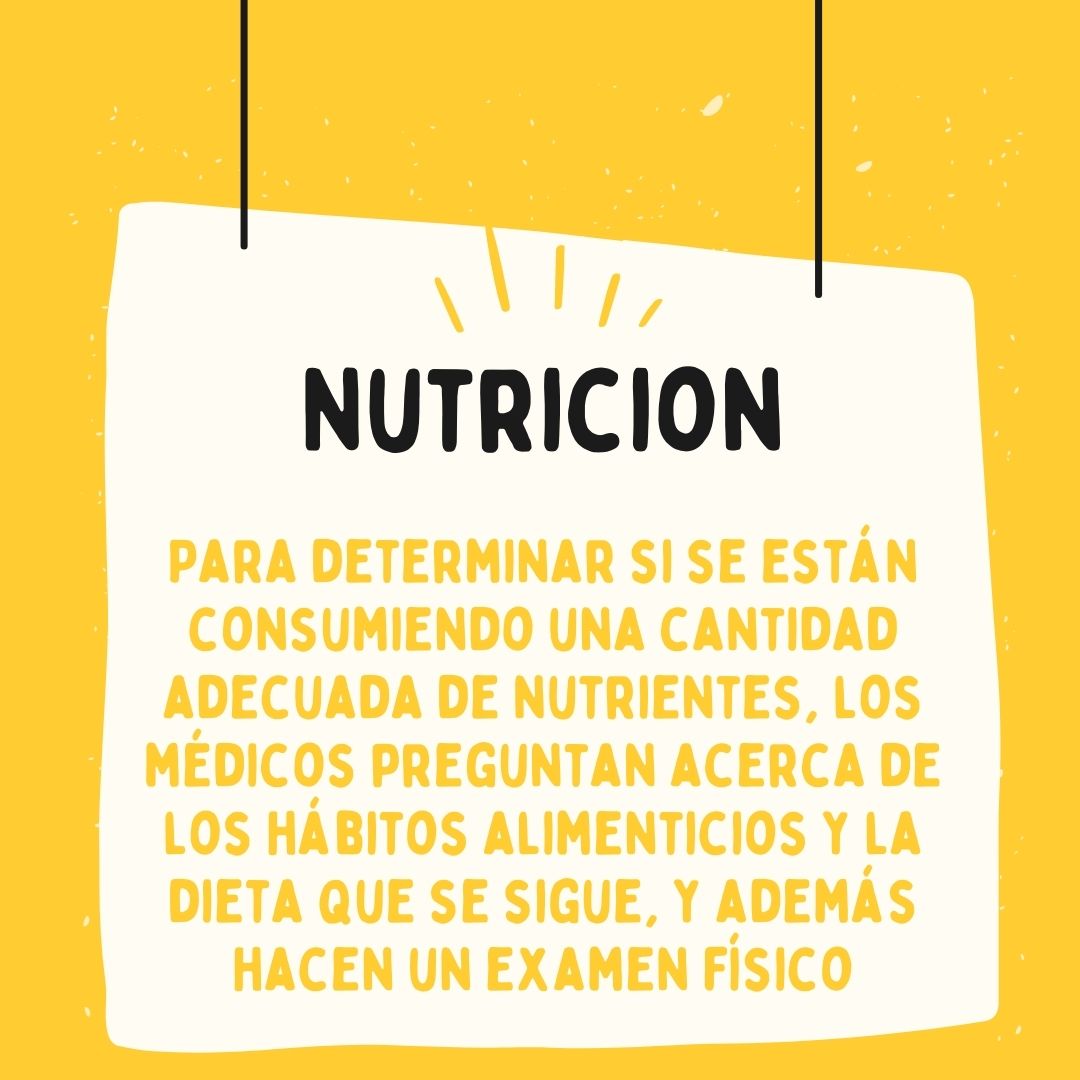 NUTRICION
PARA DETERMINAR SI SE ESTÁN
CONSUMIENDO UNA CANTIDAD
ADECUADA DE NUTRIENTES, LOS
MÉDICOS PREGUNTAN ACERCA DE
LOS HÁBITOS ALIMENTICIOS Y LA
DIETA QUE SE SIGUE, Y ADEMÁS
HACEN UN EXAMEN FÍSICO